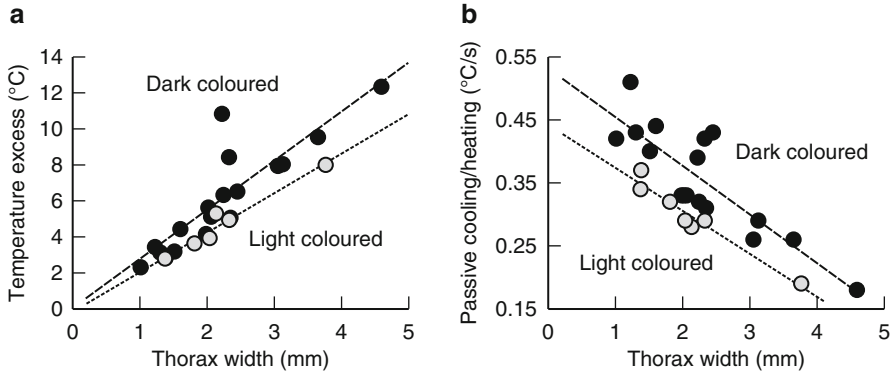 a
Temperature excess (°C)
14
12
10
8
6
4
2
0
Dark coloured
Light coloured
0 1 2 3 4 5
Thorax width (mm)
b
Passive cooling/heating (°C/s)
0.55
0.45
0.35
0.25
0.15
Dark coloured
Light coloured
0 1 2 3 4 5
Thorax width (mm)